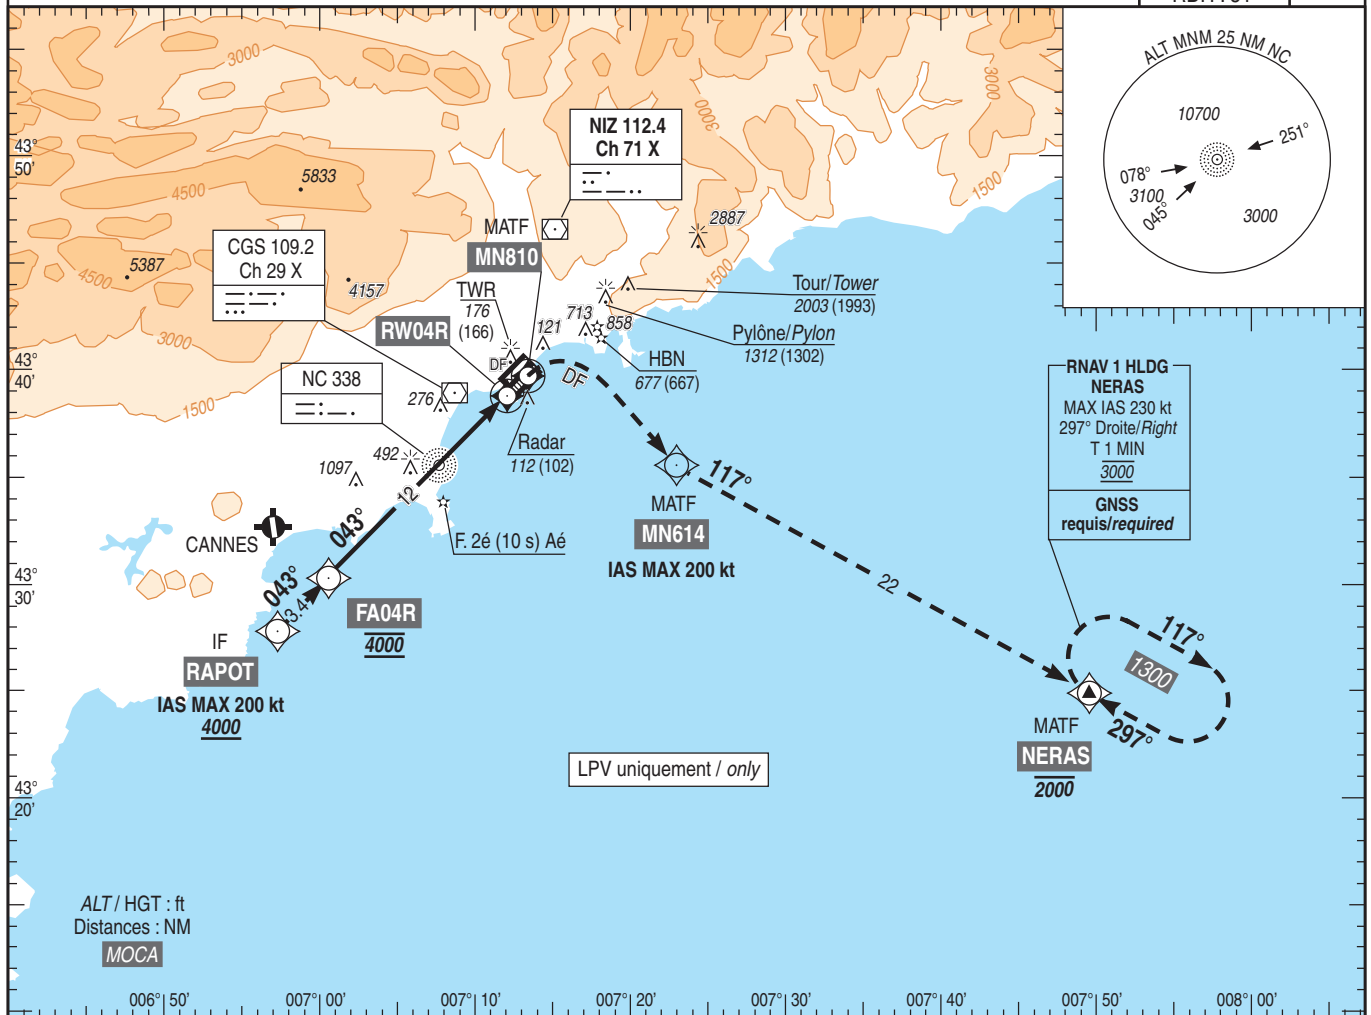 ALT MNM 25 NM NC
10700
251°
078°
3100
045°
3000
3000
3000
3000
43°
50'
5833
4500
NIZ 112.4
Ch 71 X
1500
2887
MATF
MN810
CGS 109.2
Ch 29 X
5387
4500
4157
1500
TWR
176
(166)
Tour/Tower
2003 (1993)
RW04R
121
713
858
Pylône/Pylon
1312 (1302)
3000
DF
HBN
677 (667)
43°
40'
NC 338
DF
RNAV 1 HLDG
NERAS
MAX IAS 230 kt
297° Droite/Right
T 1 MIN
3000
GNSS
requis/required
1500
276
Radar
112 (102)
492
1097
12
117°
MATF
MN614
IAS MAX 200 kt
CANNES
043°
F. 2é (10 s) Aé
43°
30'
043°
3.4
22
FA04R
4000
IF
RAPOT
IAS MAX 200 kt
4000
117°
1300
297°
MATF
NERAS
2000
LPV uniquement / only
43°
20'
ALT / HGT : ft
Distances : NM
MOCA
006° 50'
007° 00'
007° 10'
007° 20'
007° 30'
007° 40'
007° 50'
008° 00'